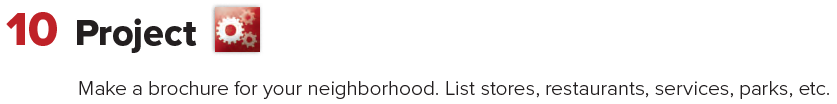 10 Project
Make a brochure for your neighborhood. List stores, restaurants, services, parks, etc.